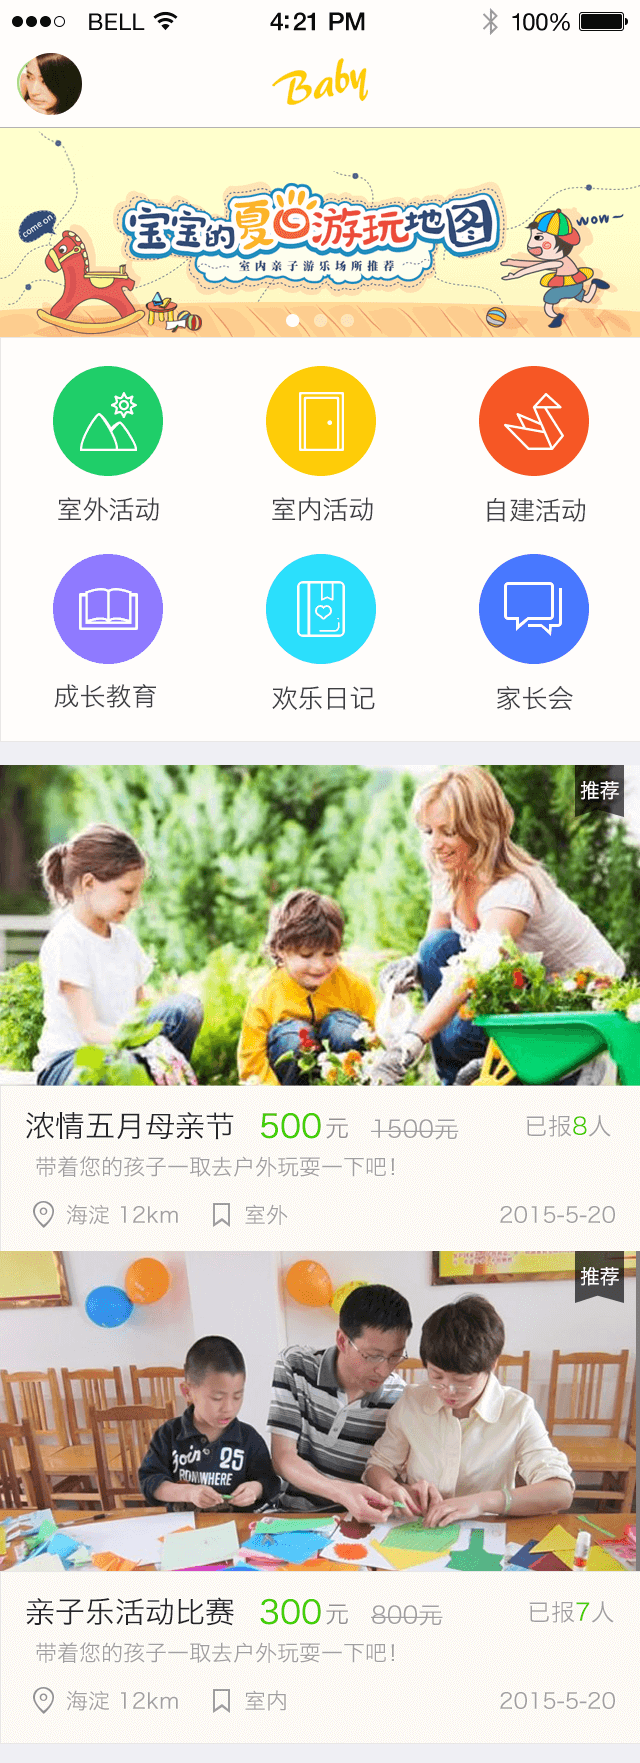 BELL 4:21 PM 100%
Baby
come on
宝宝的夏日游玩地图
wow~
室内亲子游乐场所推荐
室外活动 室内活动 自建活动
成长教育 欢乐日记 家长会
推荐
浓情五月母亲节 500元 1500元 已报8人
带着您的孩子一取去户外玩耍一下吧！
海淀 12km 室外 2015-5-20
推荐
going 25
ROMWHERE
亲子乐活动比赛 300元 800元 已报7人
带着您的孩子一取去户外玩耍一下吧！
海淀 12km 室内 2015-5-20